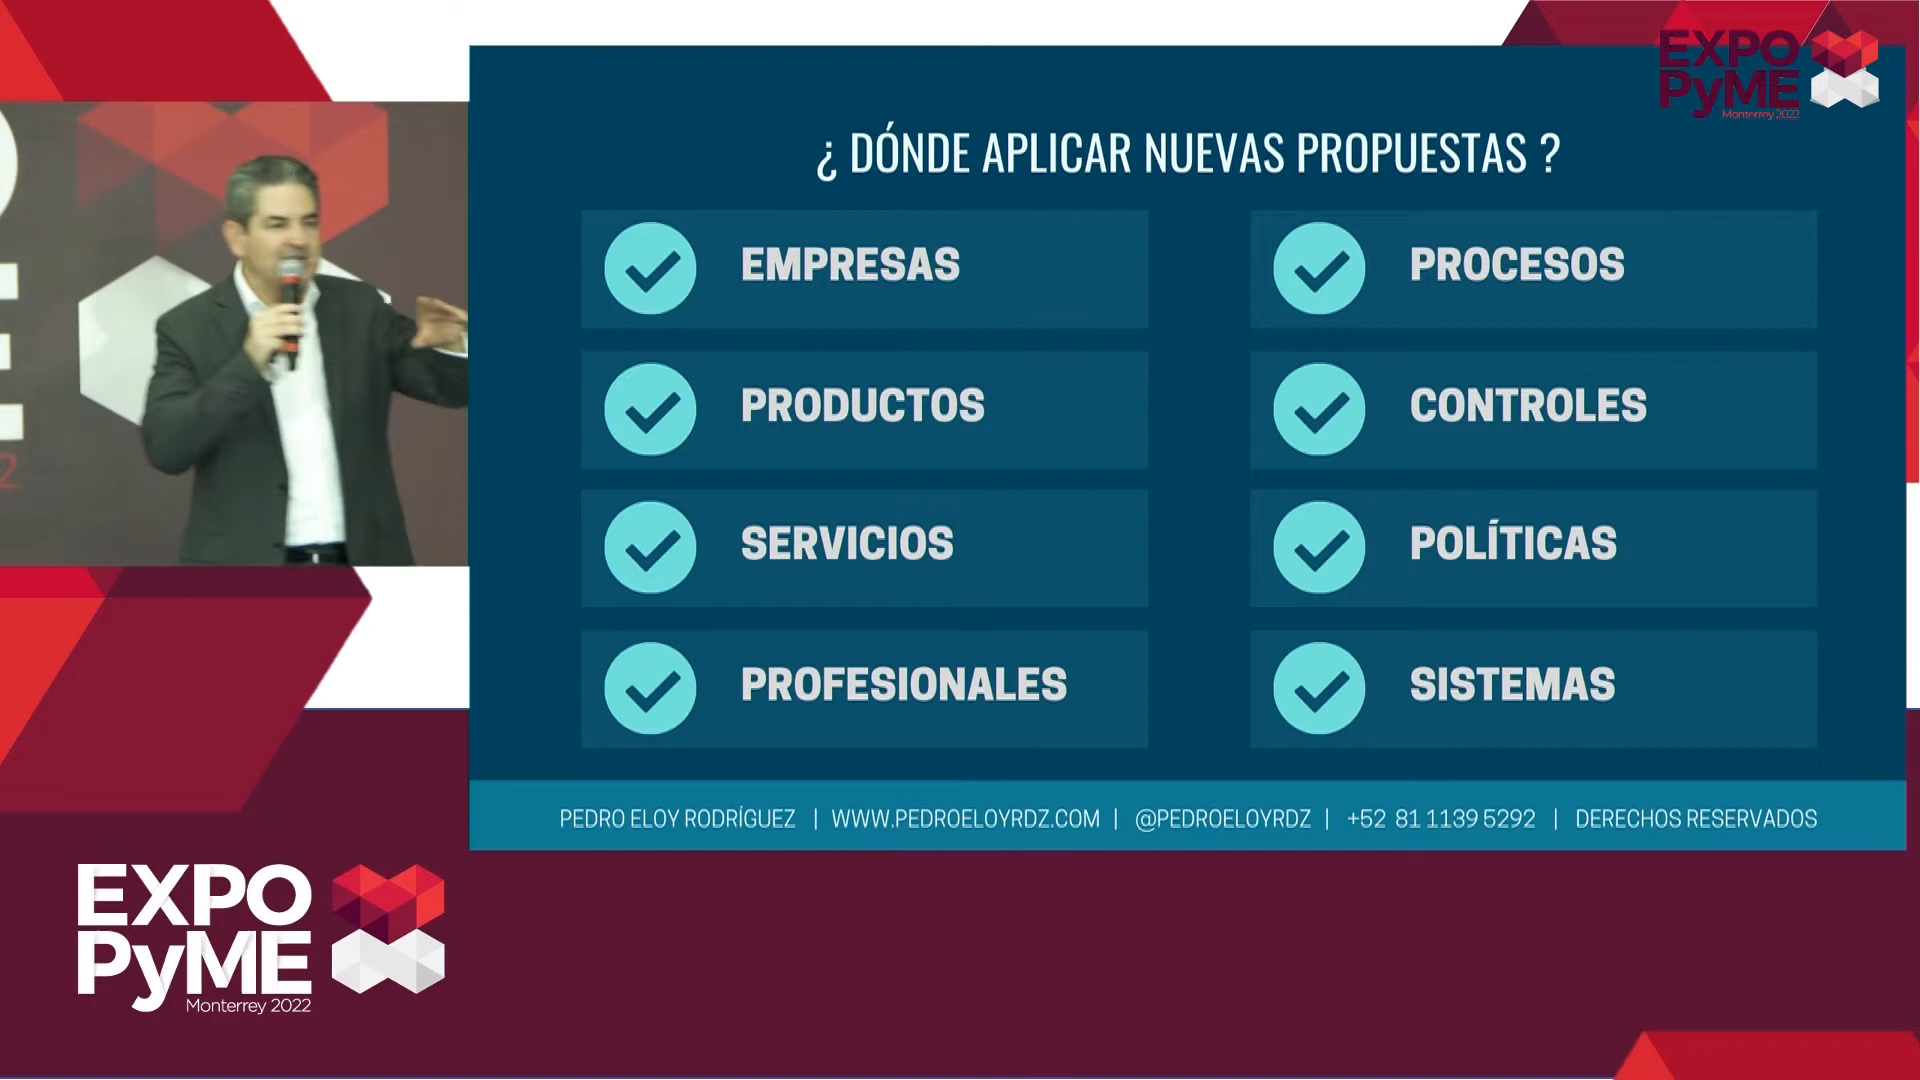 EXPO
PyME
Monterrey 2022
¿ DÓNDE APLICAR NUEVAS PROPUESTAS ?
EMPRESAS
PRODUCTOS
SERVICIOS
PROFESIONALES
PROCESOS
CONTROLES
POLÍTICAS
SISTEMAS
PEDRO ELOY RODRÍGUEZ | WWW.PEDROELOYRDZ.COM | @PEDROELOYRDZ | +52 81 1139 5292 | DERECHOS RESERVADOS
EXPO
PyME
Monterrey 2022